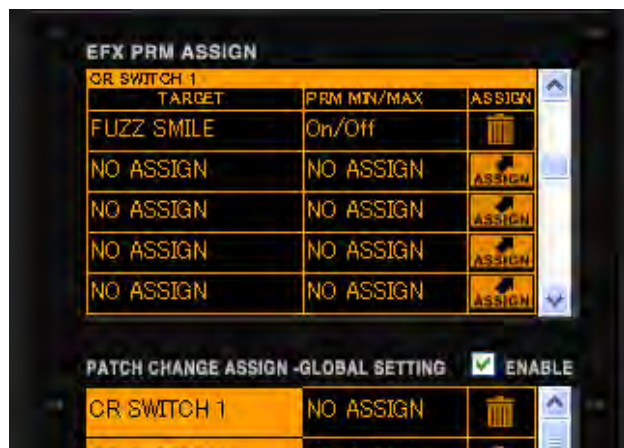 EFX PRM ASSIGN
CR SWITCH 1
TARGET PRM MIN/MAX ASSIGN
FUZZ SMILE On/Off
NO ASSIGN NO ASSIGN ASSIGN
NO ASSIGN NO ASSIGN ASSIGN
NO ASSIGN NO ASSIGN ASSIGN
NO ASSIGN NO ASSIGN ASSIGN
PATCH CHANGE ASSIGN -GLOBAL SETTING ENABLE
CR SWITCH 1 NO ASSIGN